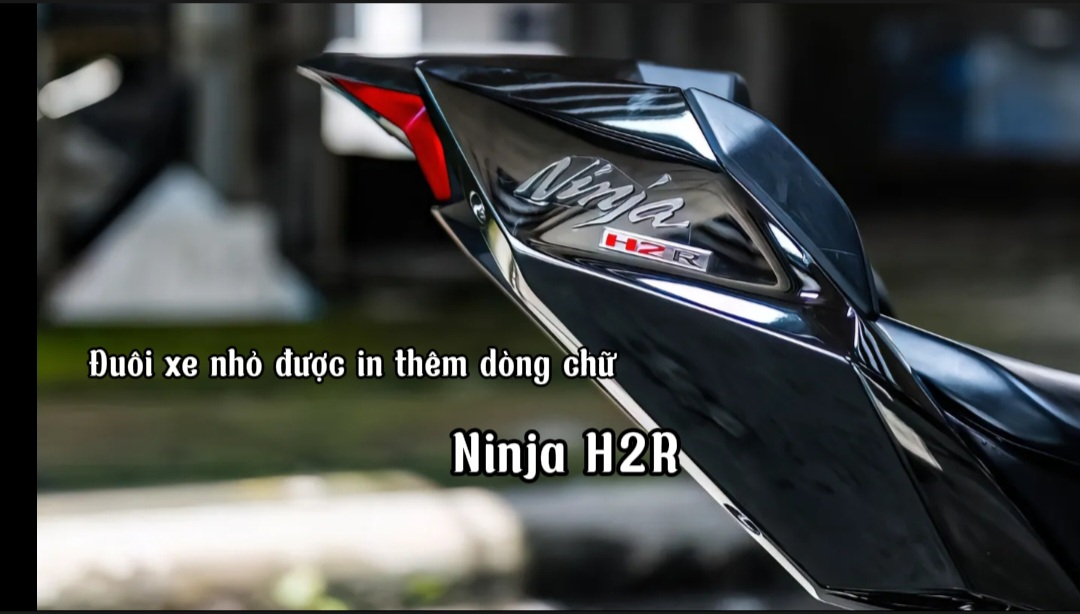 Ninja
H2R
Đuôi xe nhỏ được in thêm dòng chữ
Ninja H2R